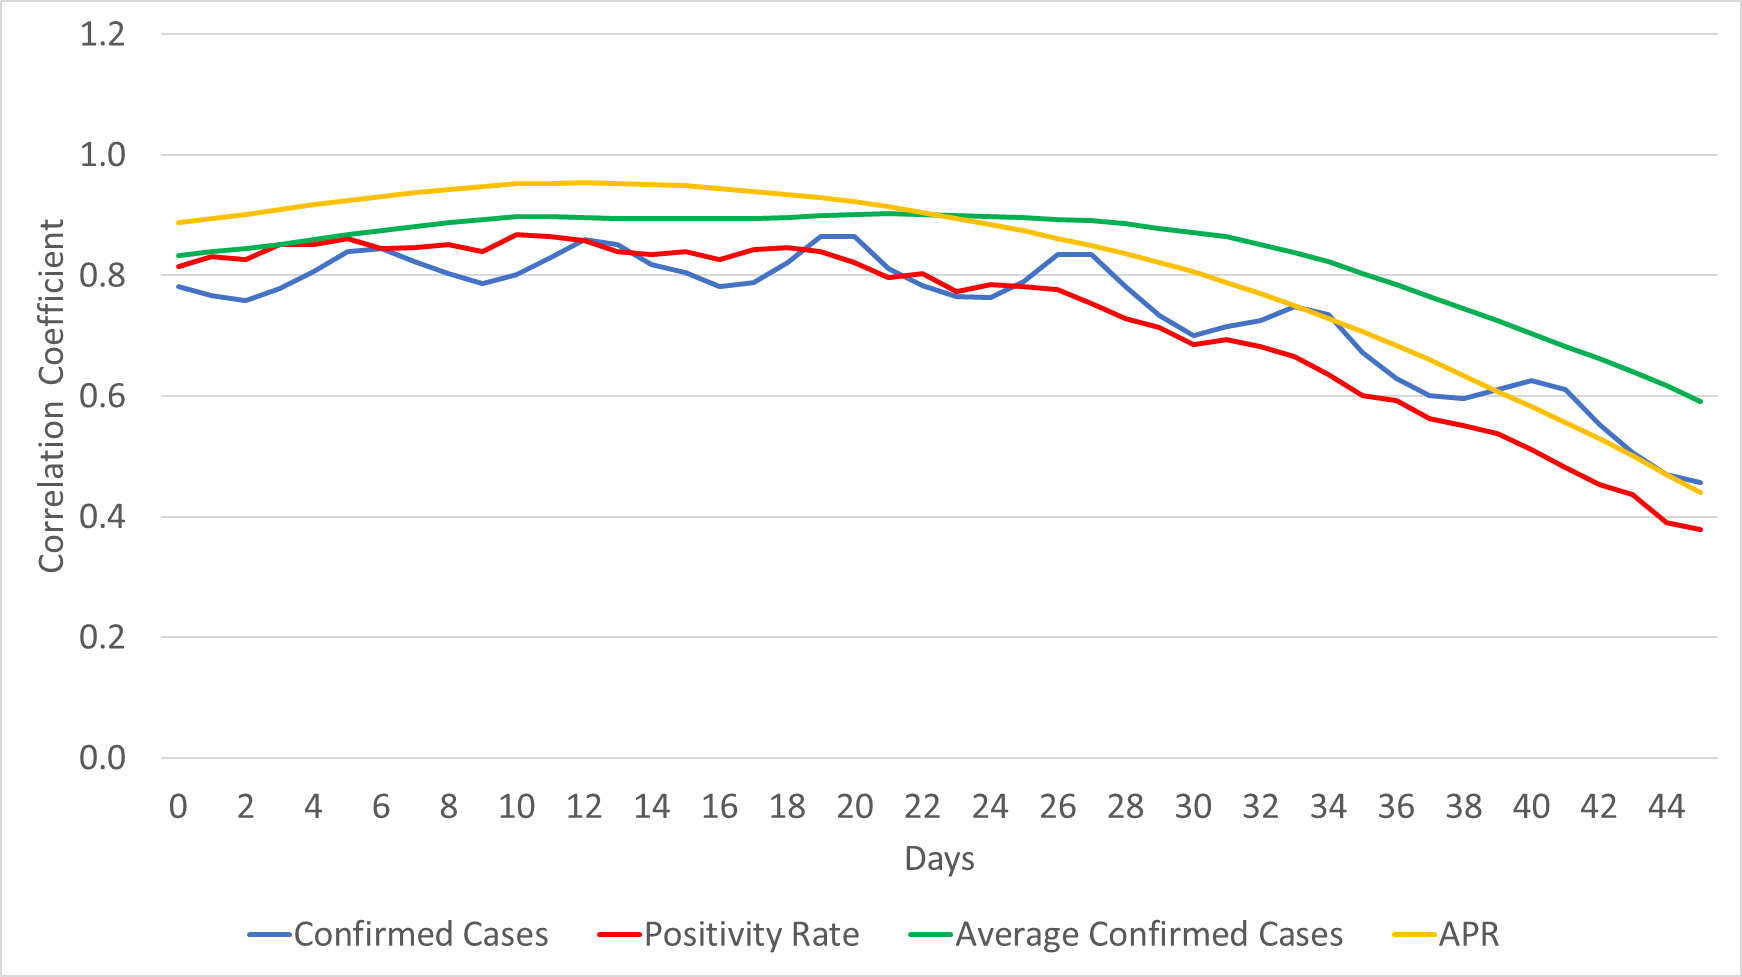 1.2
1.0
0.8
0.6
0.4
0.2
0.0
Correlation Coefficient
0 2 4 6 8 10 12 14 16 18 20 22 24 26 28 30 32 34 36 38 40 42 44
Days
Confirmed Cases Positivity Rate Average Confirmed Cases APR